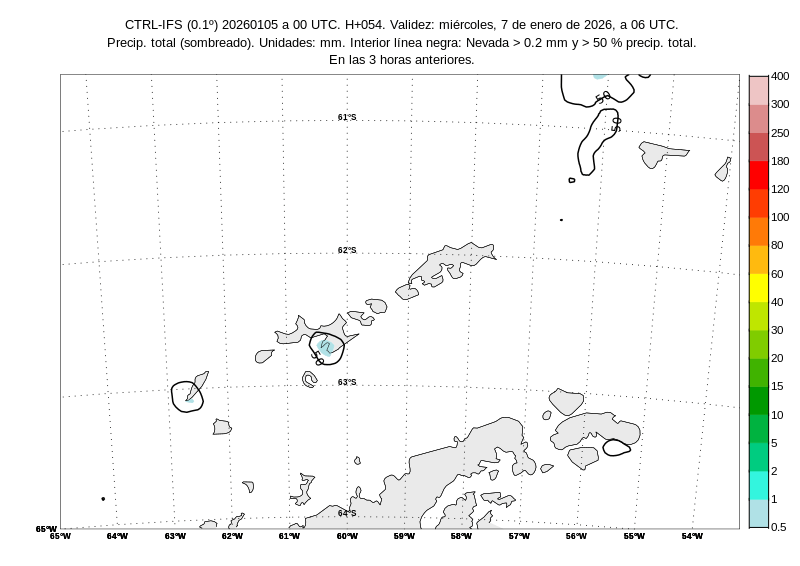 CTRL-IFS (0.1º) 20260105 a 00 UTC. H+054. Validez: miércoles, 7 de enero de 2026, a 06 UTC.
Precip. total (sombreado). Unidades: mm. Interior línea negra: Nevada > 0.2 mm y > 50 % precip. total.
En las 3 horas anteriores.
400
300
250
180
120
100
80
60
40
30
20
15
10
5
2
1
0.5
50
61°S
50
62°S
50
63°S
64°S
65°W
65°W 64°W 63°W 62°W 61°W 60°W 59°W 58°W 57°W 56°W 55°W 54°W